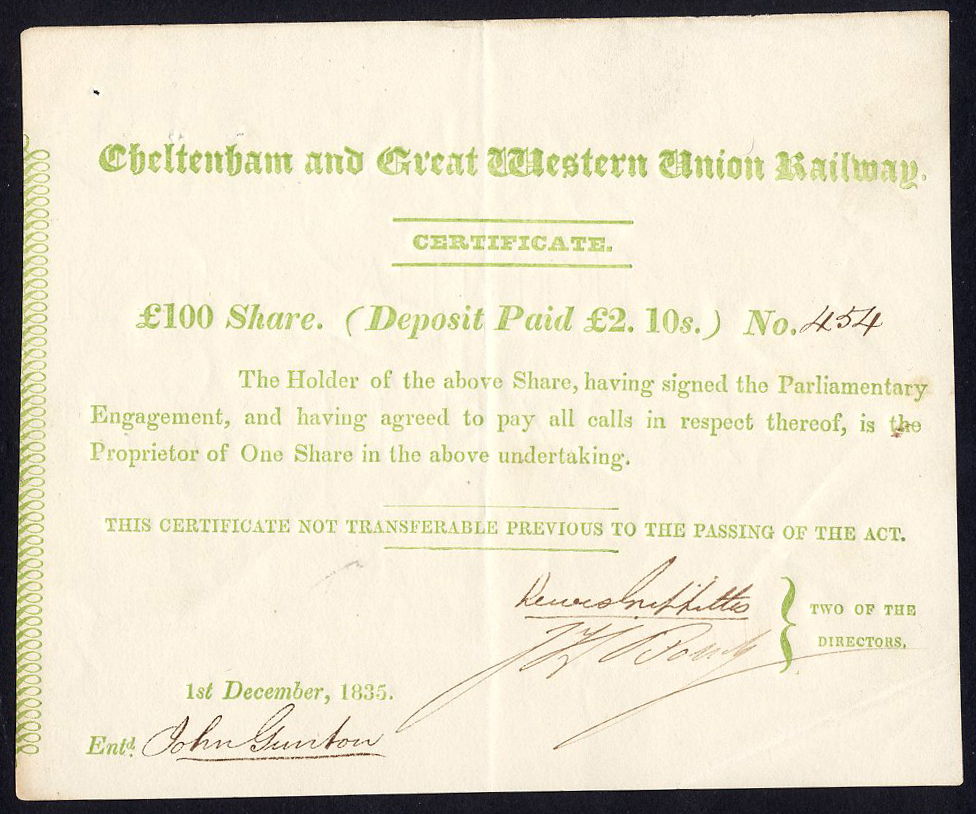 Cheltenham and Great Western Union Railway.
CERTIFICATE.
£100 Share. (Deposit Paid £2. 10s.) No. 454
The Holder of the above Share, having signed the Parliamentary
Engagement, and having agreed to pay all calls in respect thereof, is the
Proprietor of One Share in the above undertaking.
THIS CERTIFICATE NOT TRANSFERABLE PREVIOUS TO THE PASSING OF THE ACT.
TWO OF THE
DIRECTORS,
1st December, 1835.
Entd. John Gunton